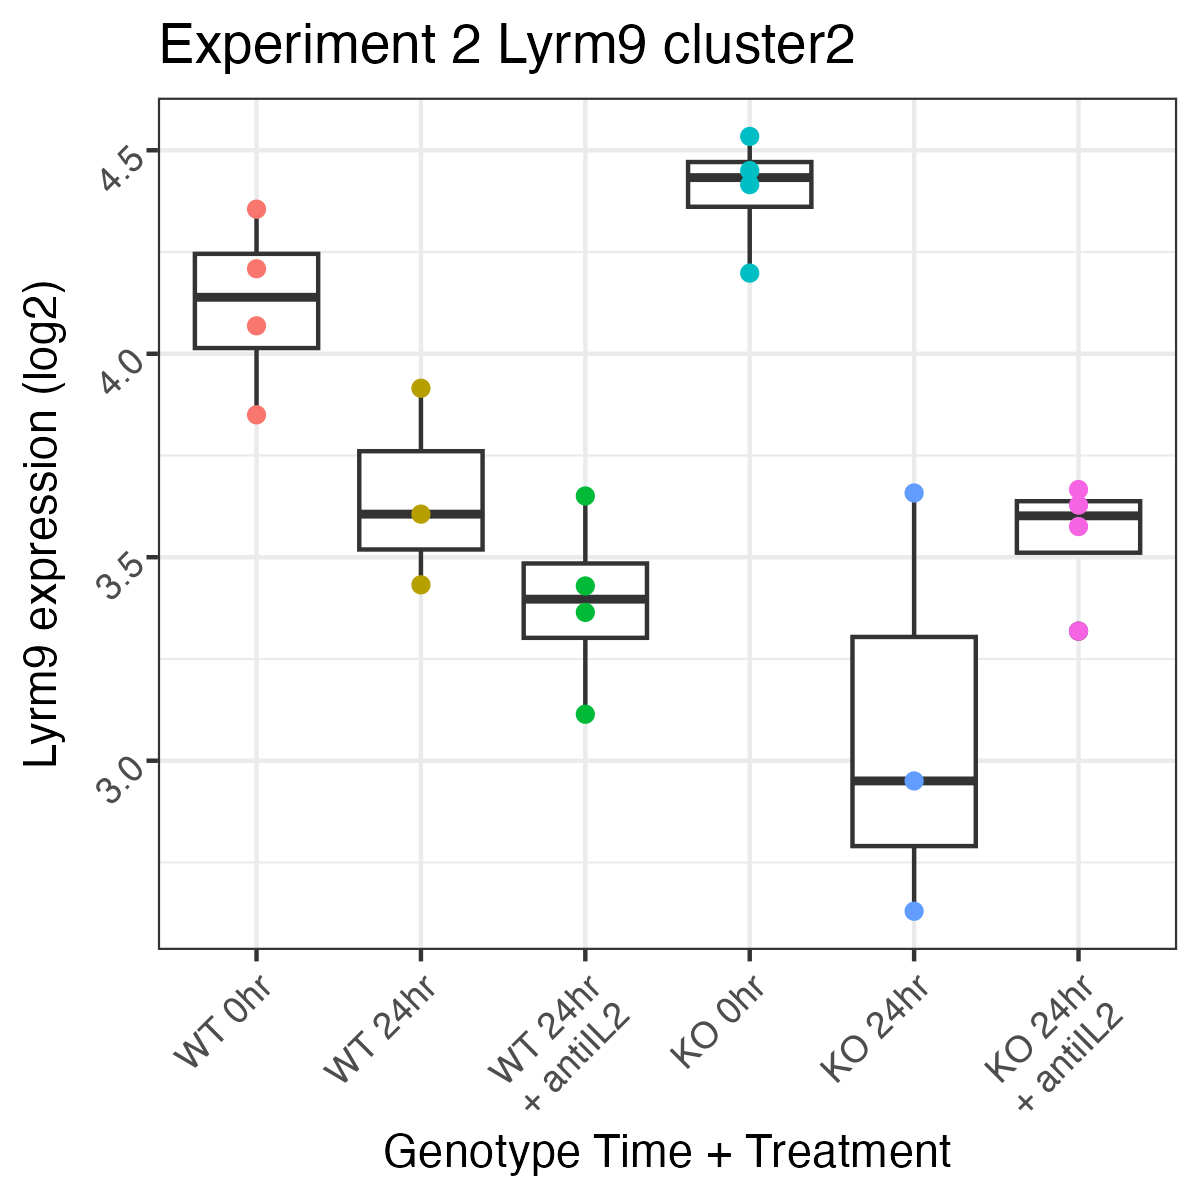 Experiment 2 Lyrm9 cluster2
Lyrm9 expression (log2)
4.5
4.0
3.5
3.0
WT 0hr
WT 24hr
WT 24hr
+ antiIL2
KO 0hr
KO 24hr
KO 24hr
+ antiIL2
Genotype Time + Treatment